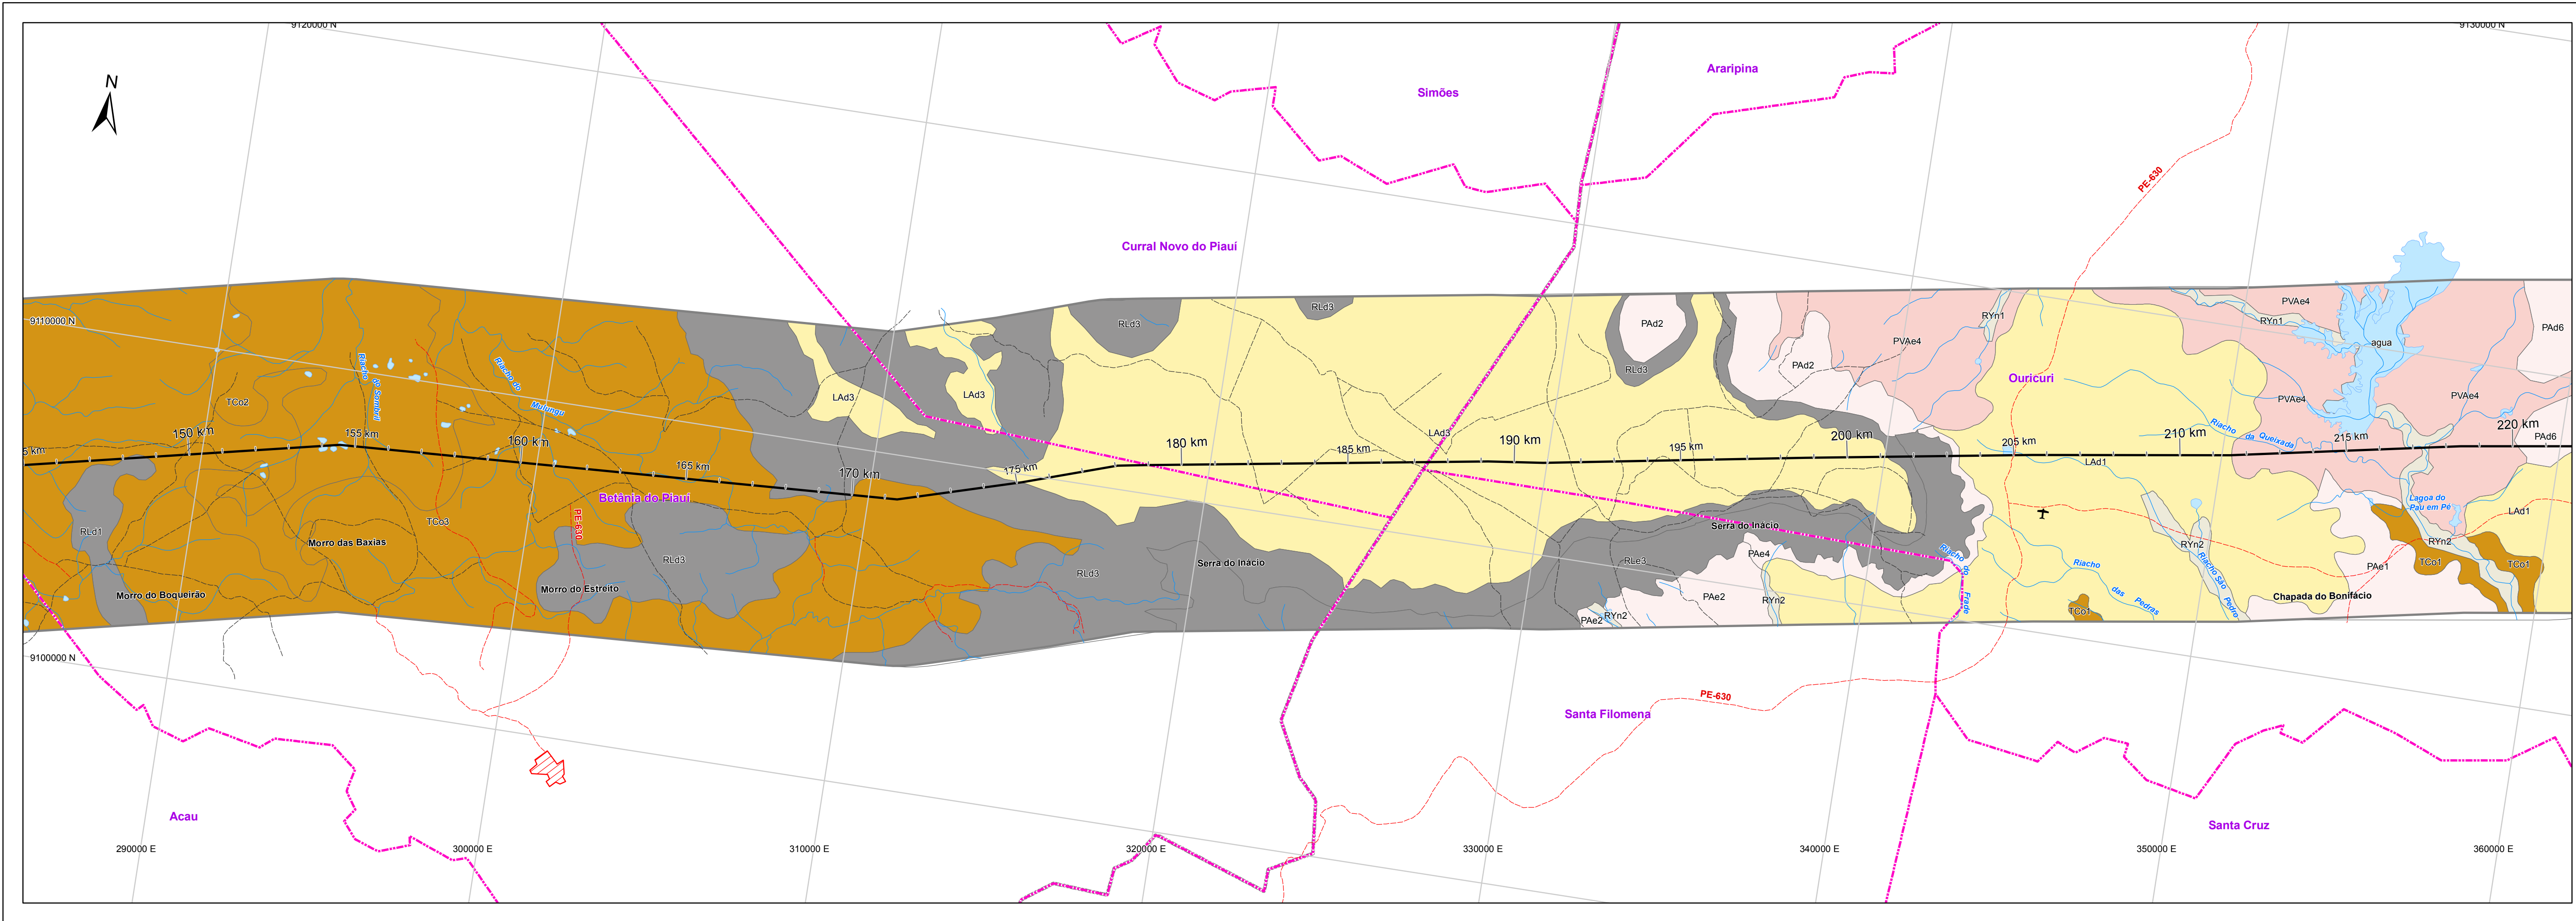 9120000 N
9130000 N
N
Araripina
Simões
PE-630
Curral Novo do Piauí
9110000 N
RLd3
RLd3
PAd2
RYn1
PVAe4
RYn1
PAd6
PVAe4
agua
Riacho
do Sombril
Riacho do
Mulungu
PAd2
RLd3
Ouricuri
LAd3
LAd3
TCo2
PVAe4
PVAe4
Riacho
da Queixada
LAd3
PAd6
5 km
150 km
155 km
160 km
165 km
170 km
175 km
180 km
185 km
190 km
195 km
200 km
205 km
210 km
215 km
220 km
LAd1
Betânia do Piauí
PE-630
TCo3
RLd1
Morro das Baxias
RLd3
Serra do Inácio
Lagoa do
Pau em Pé
LAd1
RYn2
RYn2
Serra do Inácio
RLd3
RLe3
PAe4
Riacho
do
Frade
Riacho
das
Pedras
Riacho São Pedro
PAe1
TCo1
TCo1
Morro do Boqueirão
Morro do Estreito
PAe2
RYn2
Chapada do Bonifácio
TCo1
RYn2
PAe2
9100000 N
PE-630
Santa Filomena
Acau
Santa Cruz
290000 E
300000 E
310000 E
320000 E
330000 E
340000 E
350000 E
360000 E